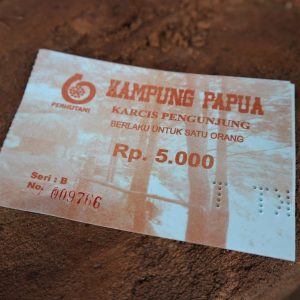 KAMPUNG PAPUA
PERHUTANI
KARCIS PENGUNJUNG
BERLAKU UNTUK SATU ORANG
Rp. 5.000
Seri : B
No: 009766